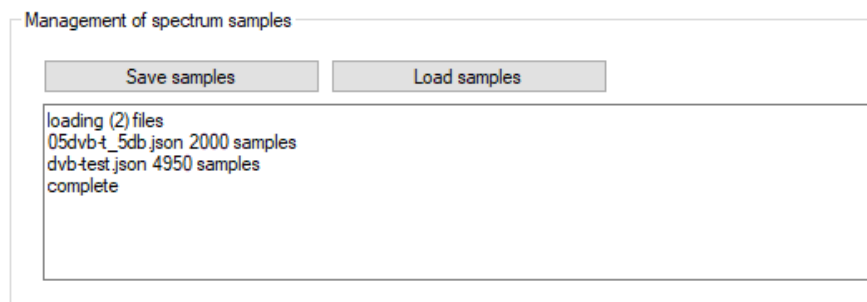 Management of spectrum samples
Save samples Load samples
loading (2) files
05dvb-t_5db.json 2000 samples
dvb-test.json 4950 samples
complete